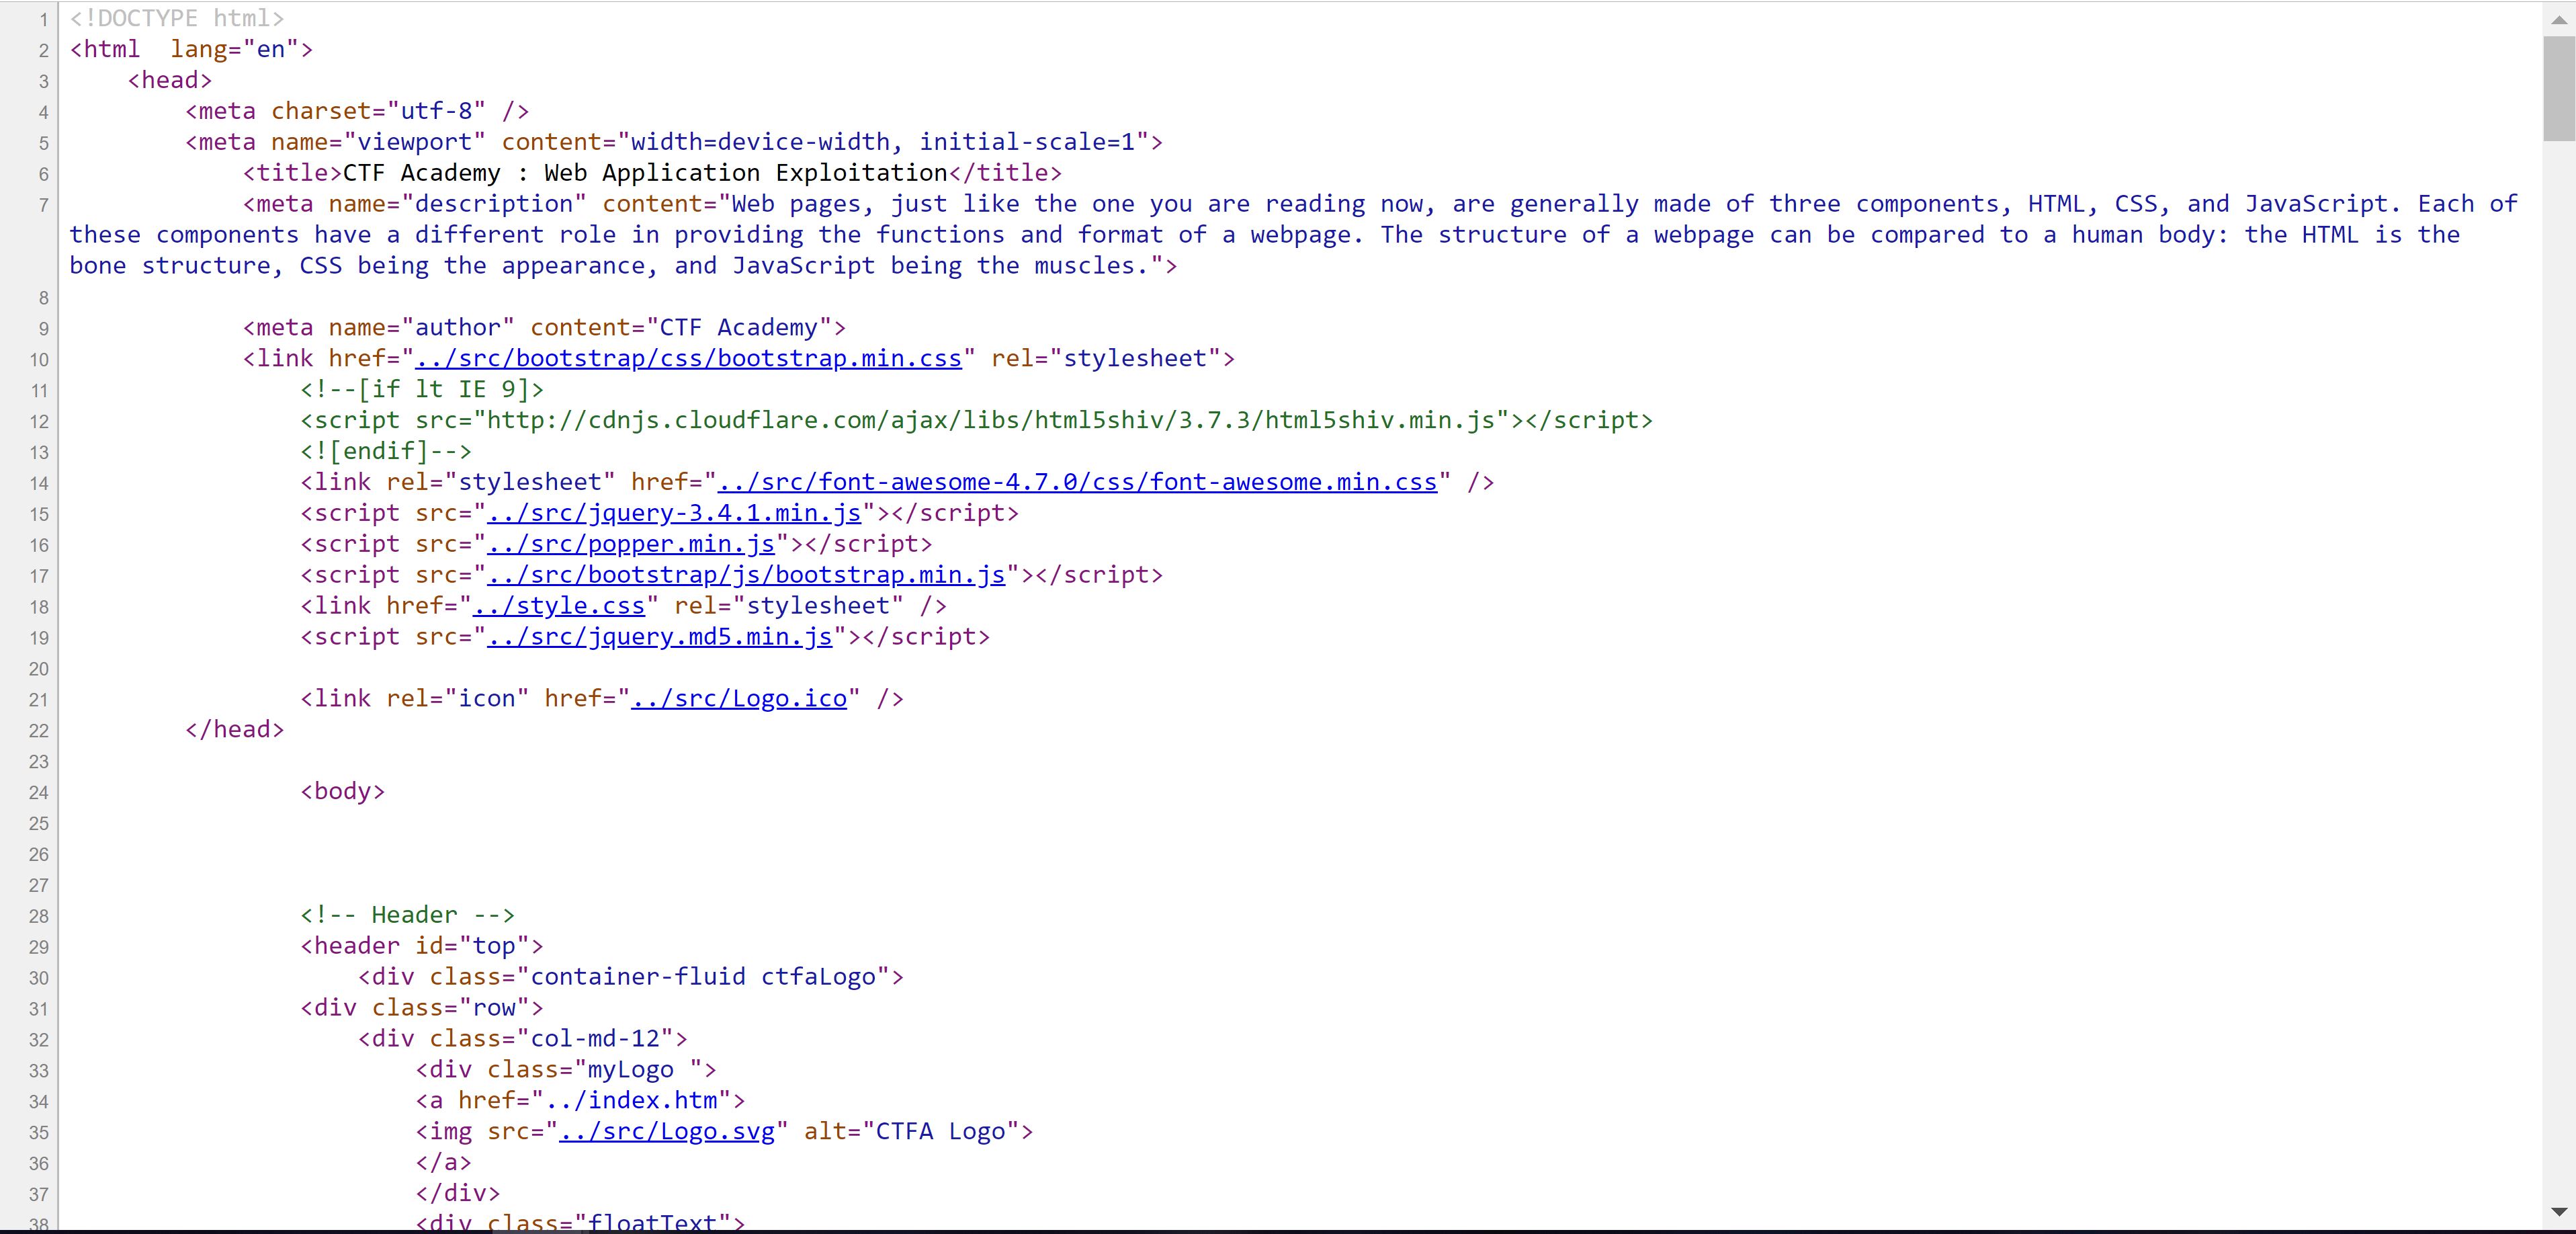 1 <!DOCTYPE html>
2 <html  lang="en">
3     <head>
4         <meta charset="utf-8" />
5         <meta name="viewport" content="width=device-width, initial-scale=1">
6             <title>CTF Academy : Web Application Exploitation</title>
7             <meta name="description" content="Web pages, just like the one you are reading now, are generally made of three components, HTML, CSS, and JavaScript. Each of
these components have a different role in providing the functions and format of a webpage. The structure of a webpage can be compared to a human body: the HTML is the
bone structure, CSS being the appearance, and JavaScript being the muscles.">
8
9             <meta name="author" content="CTF Academy">
10             <link href="../src/bootstrap/css/bootstrap.min.css" rel="stylesheet">
11                 <!--[if lt IE 9]>
12                 <script src="http://cdnjs.cloudflare.com/ajax/libs/html5shiv/3.7.3/html5shiv.min.js"></script>
13                 <![endif]-->
14                 <link rel="stylesheet" href="../src/font-awesome-4.7.0/css/font-awesome.min.css" />
15                 <script src="../src/jquery-3.4.1.min.js"></script>
16                 <script src="../src/popper.min.js"></script>
17                 <script src="../src/bootstrap/js/bootstrap.min.js"></script>
18                 <link href="../style.css" rel="stylesheet" />
19                 <script src="../src/jquery.md5.min.js"></script>
20
21                 <link rel="icon" href="../src/Logo.ico" />
22         </head>
23
24                 <body>
25
26
27
28                 <!-- Header -->
29                 <header id="top">
30                     <div class="container-fluid ctfaLogo">
31                 <div class="row">
32                     <div class="col-md-12">
33                         <div class="myLogo ">
34                         <a href="../index.htm">
35                         <img src="../src/Logo.svg" alt="CTFA Logo">
36                         </a>
37                         </div>
38                         <div class="floatText">